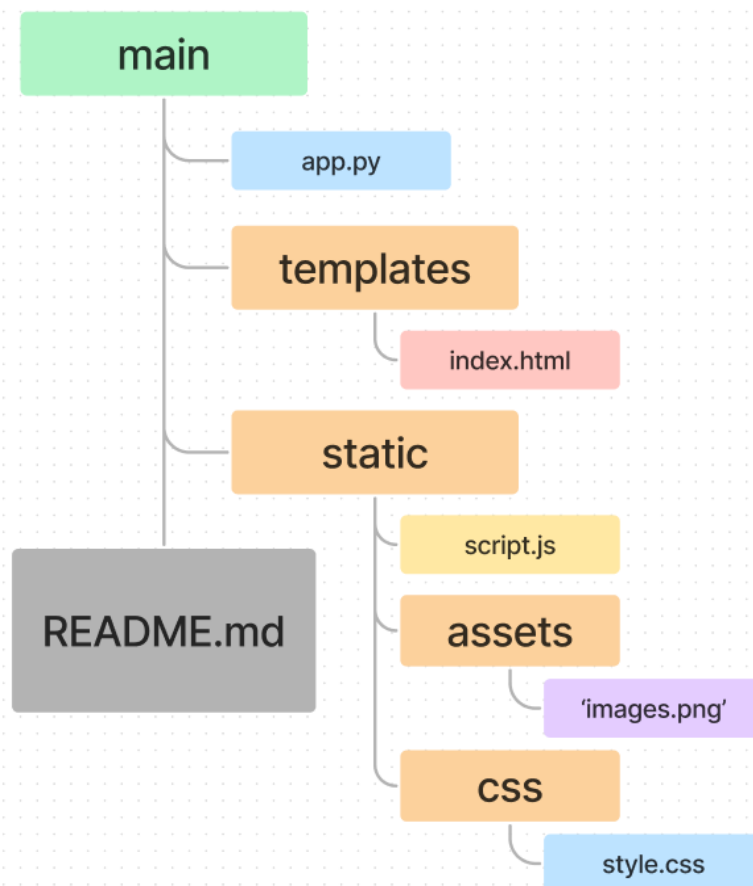 main
app.py
templates
index.html
static
script.js
README.md
assets
‘images.png’
css
style.css